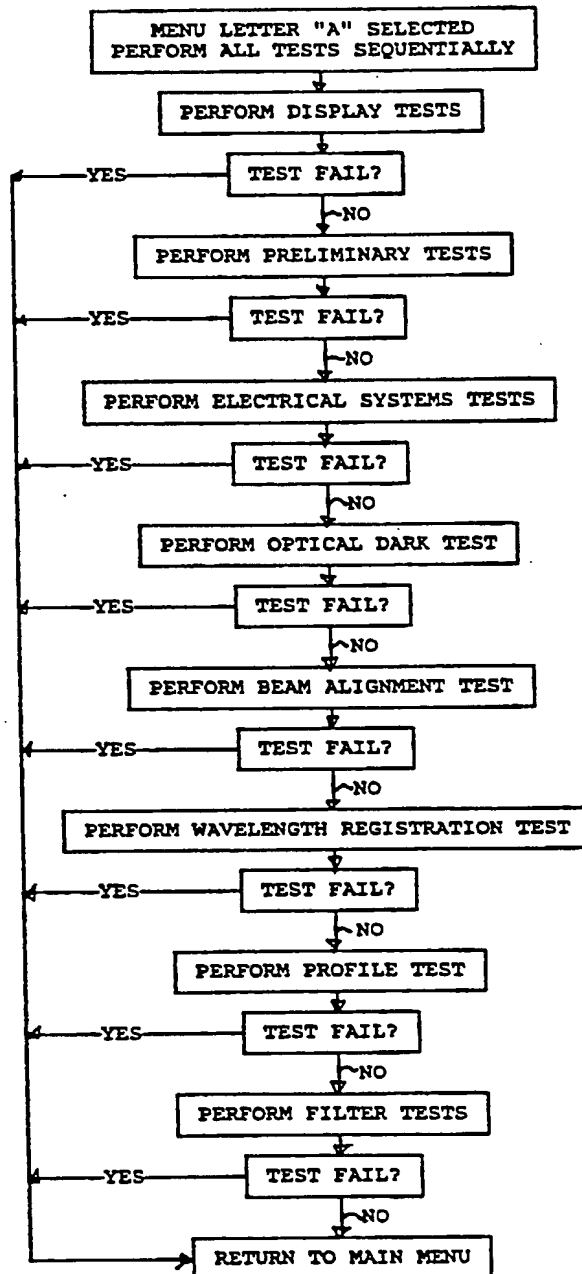 MENU LETTER "A" SELECTED
PERFORM ALL TESTS SEQUENTIALLY
PERFORM DISPLAY TESTS
YES
TEST FAIL?
NO
PERFORM PRELIMINARY TESTS
YES
TEST FAIL?
NO
PERFORM ELECTRICAL SYSTEMS TESTS
YES
TEST FAIL?
NO
PERFORM OPTICAL DARK TEST
YES
TEST FAIL?
NO
PERFORM BEAM ALIGNMENT TEST
YES
TEST FAIL?
NO
PERFORM WAVELENGTH REGISTRATION TEST
YES
TEST FAIL?
NO
PERFORM PROFILE TEST
YES
TEST FAIL?
NO
PERFORM FILTER TESTS
YES
TEST FAIL?
NO
RETURN TO MAIN MENU